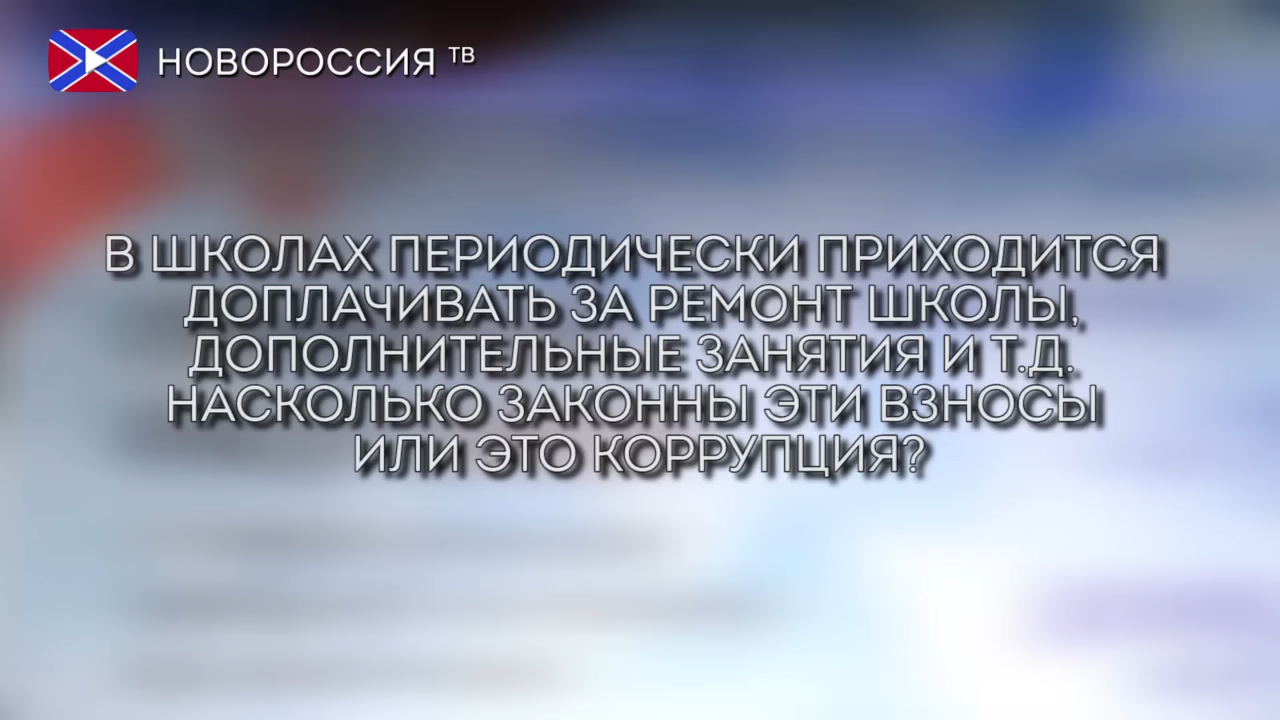 НОВОРОССИЯ ТВ
В ШКОЛАХ ПЕРИОДИЧЕСКИ ПРИХОДИТСЯ
ДОПЛАЧИВАТЬ ЗА РЕМОНТ ШКОЛЫ,
ДОПОЛНИТЕЛЬНЫЕ ЗАНЯТИЯ И Т.Д.
НАСКОЛЬКО ЗАКОННЫ ЭТИ ВЗНОСЫ
ИЛИ ЭТО КОРРУПЦИЯ?